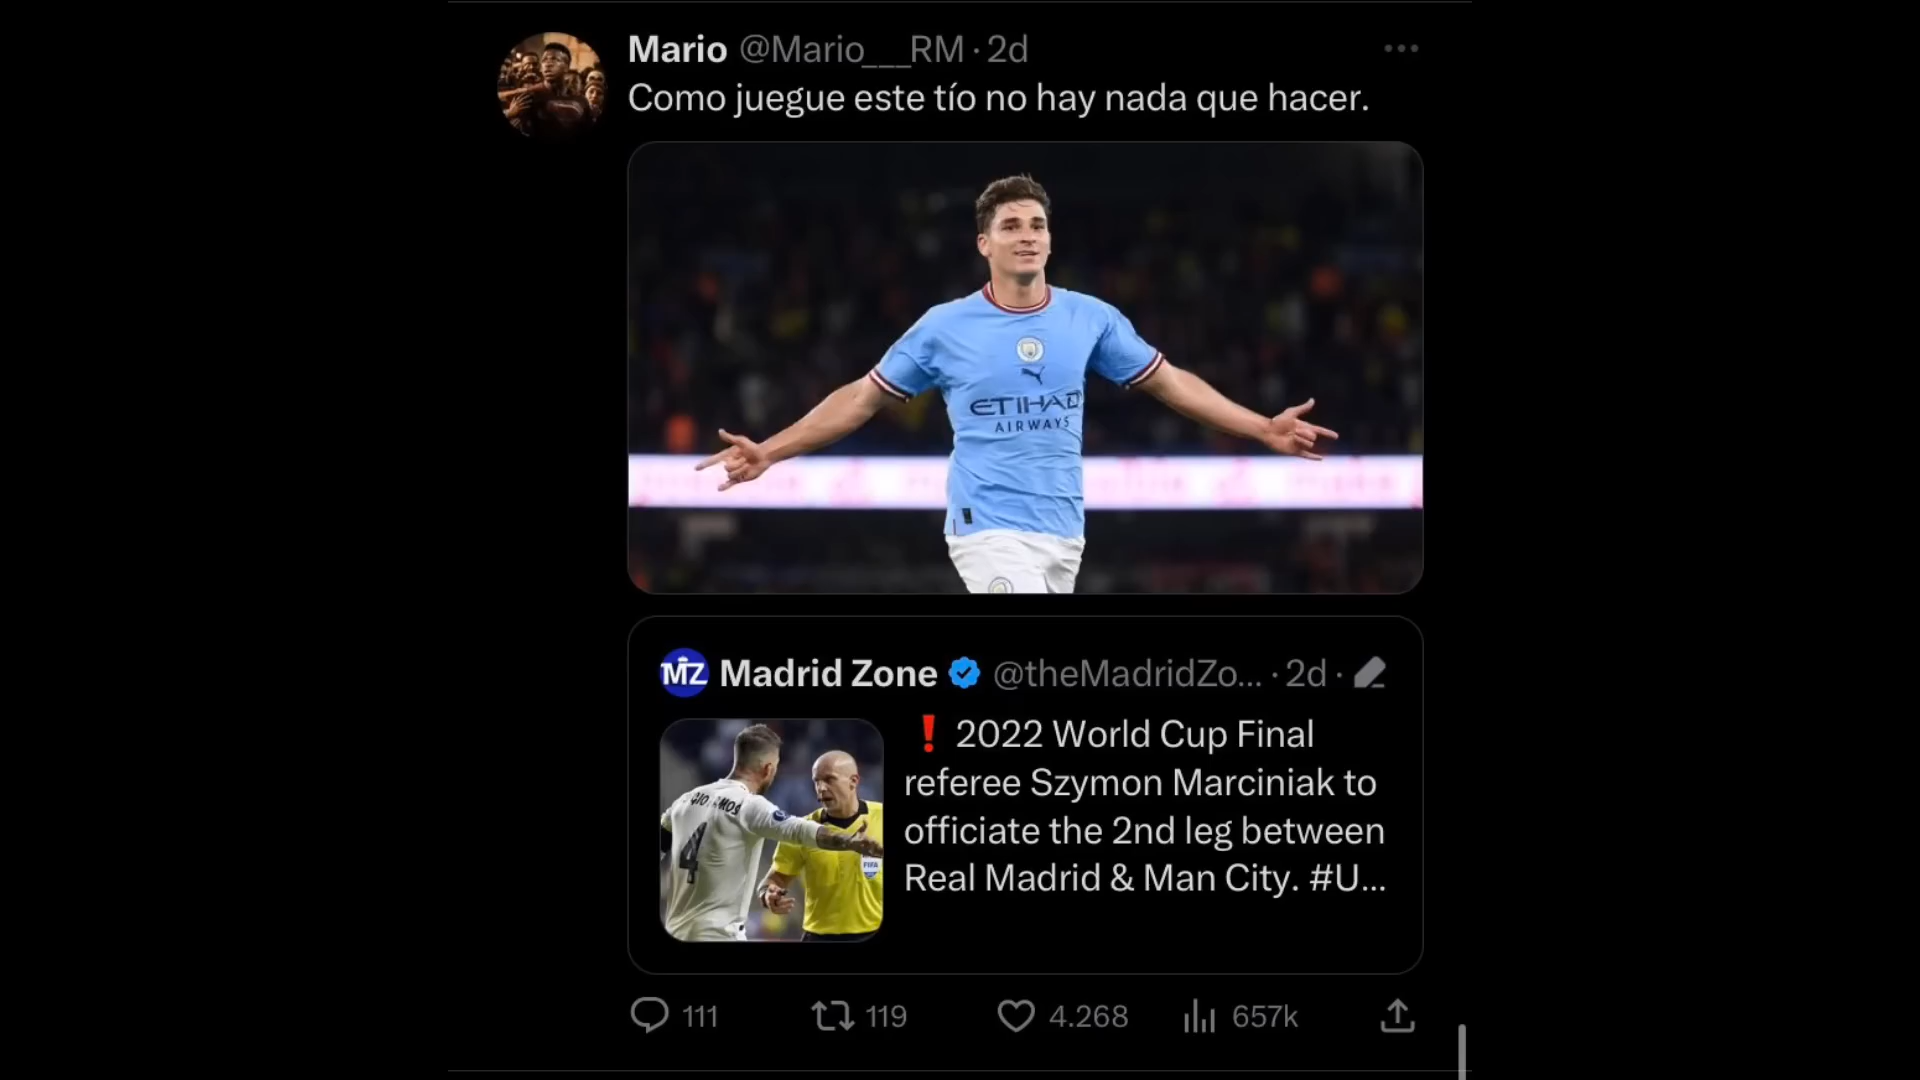 Mario @Mario___RM · 2d
Como juegue este tío no hay nada que hacer.
ETIHAD
AIRWAYS
MZ Madrid Zone @theMadridZo... · 2d ·
❗ 2022 World Cup Final
referee Szymon Marciniak to
officiate the 2nd leg between
Real Madrid & Man City. #U...
4
FIFA
111 119 4.268 657k